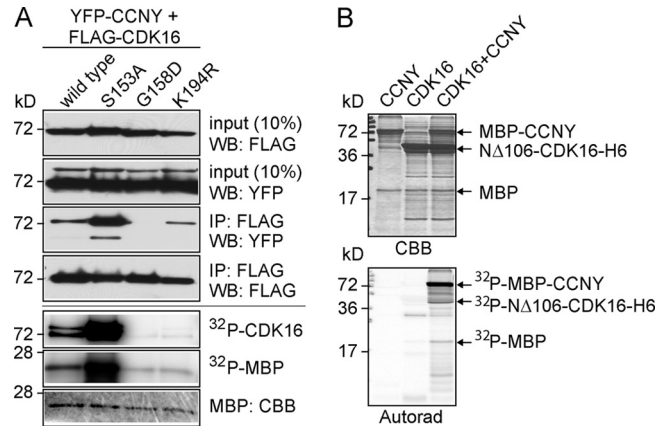 A
YFP-CCNY +
FLAG-CDK16
wild type
S153A
G158D
K194R
kD
72
input (10%)
WB: FLAG
72
input (10%)
WB: YFP
72
IP: FLAG
WB: YFP
72
IP: FLAG
WB: FLAG
72
32P-CDK16
28
32P-MBP
28
MBP: CBB
B
CCNY
CDK16
CDK16+CCNY
kD
72
MBP-CCNY
36
NΔ106-CDK16-H6
17
MBP
CBB
72
32P-MBP-CCNY
36
32P-NΔ106-CDK16-H6
17
32P-MBP
Autorad